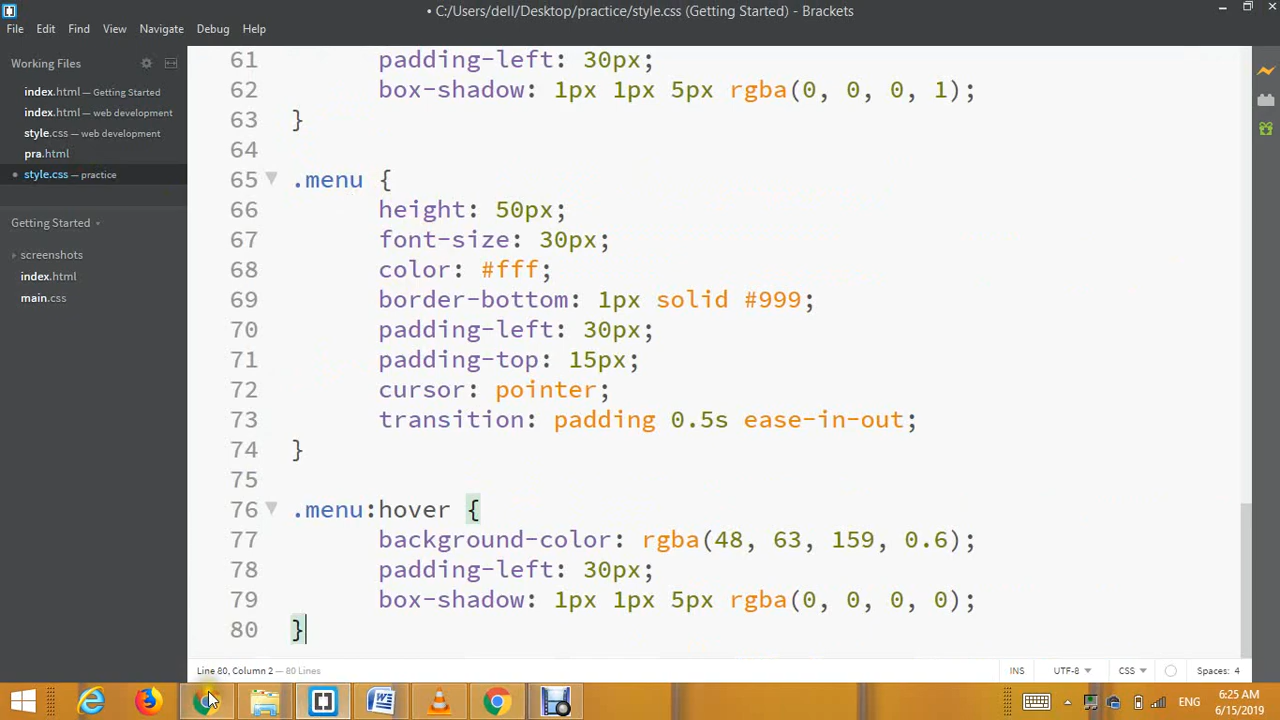 • C:/Users/dell/Desktop/practice/style.css (Getting Started) - Brackets
File Edit Find View Navigate Debug Help
Working Files
index.html — Getting Started
index.html — web development
style.css — web development
pra.html
• style.css — practice
Getting Started
screenshots
index.html
main.css
61 padding-left: 30px;
62 box-shadow: 1px 1px 5px rgba(0, 0, 0, 1);
63 }
64
65 .menu {
66 height: 50px;
67 font-size: 30px;
68 color: #fff;
69 border-bottom: 1px solid #999;
70 padding-left: 30px;
71 padding-top: 15px;
72 cursor: pointer;
73 transition: padding 0.5s ease-in-out;
74 }
75
76 .menu:hover {
77 background-color: rgba(48, 63, 159, 0.6);
78 padding-left: 30px;
79 box-shadow: 1px 1px 5px rgba(0, 0, 0, 0);
80 }
Line 80, Column 2 — 80 Lines
INS UTF-8 CSS Spaces: 4
ENG
6:25 AM
6/15/2019